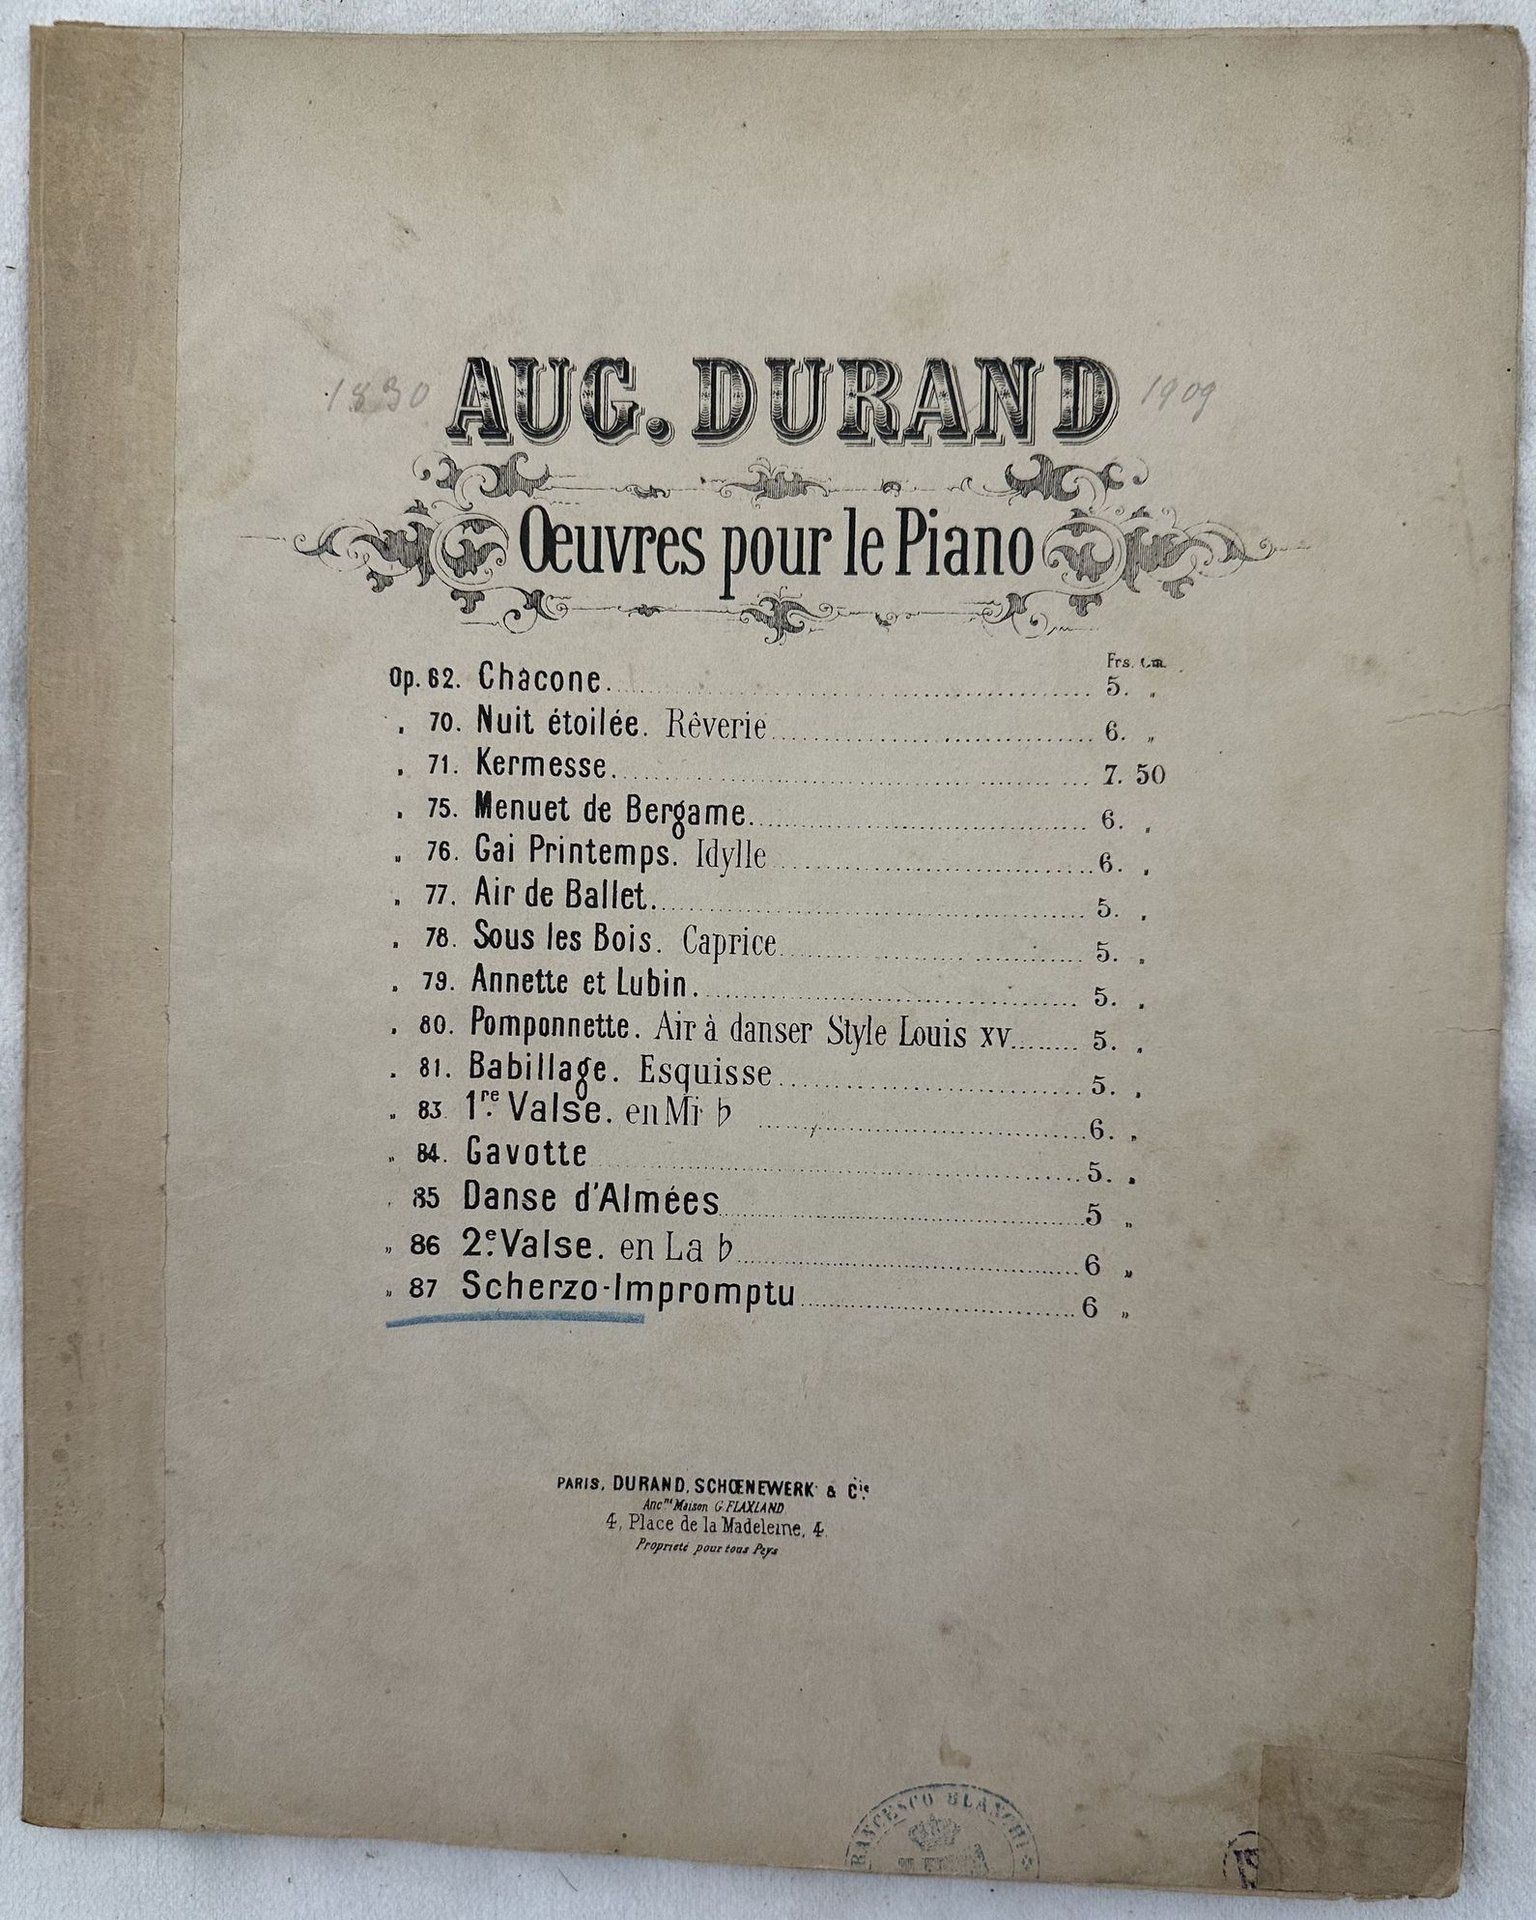 1830 AUG. DURAND 1909
Œuvres pour le Piano
Frs. Cm.
Op. 62. Chacone. 5. "
" 70. Nuit étoilée. Rêverie 6. "
" 71. Kermesse. 7. 50
" 75. Menuet de Bergame. 6. "
" 76. Gai Printemps. Idylle 6. "
" 77. Air de Ballet. 5. "
" 78. Sous les Bois. Caprice 5. "
" 79. Annette et Lubin. 5. "
" 80. Pomponnette. Air à danser Style Louis XV 5. "
" 81. Babillage. Esquisse 5. "
" 83. 1re Valse. en Mi ♭ 6. "
" 84. Gavotte 5. "
" 85 Danse d'Almées 5 "
" 86 2e Valse. en La ♭ 6 "
" 87 Scherzo-Impromptu 6 "
PARIS, DURAND, SCHŒNEWERK & Cie
Ancne Maison G. FLAXLAND
4, Place de la Madeleine, 4.
Propriété pour tous Pays
FRANCESCO BLANCHI